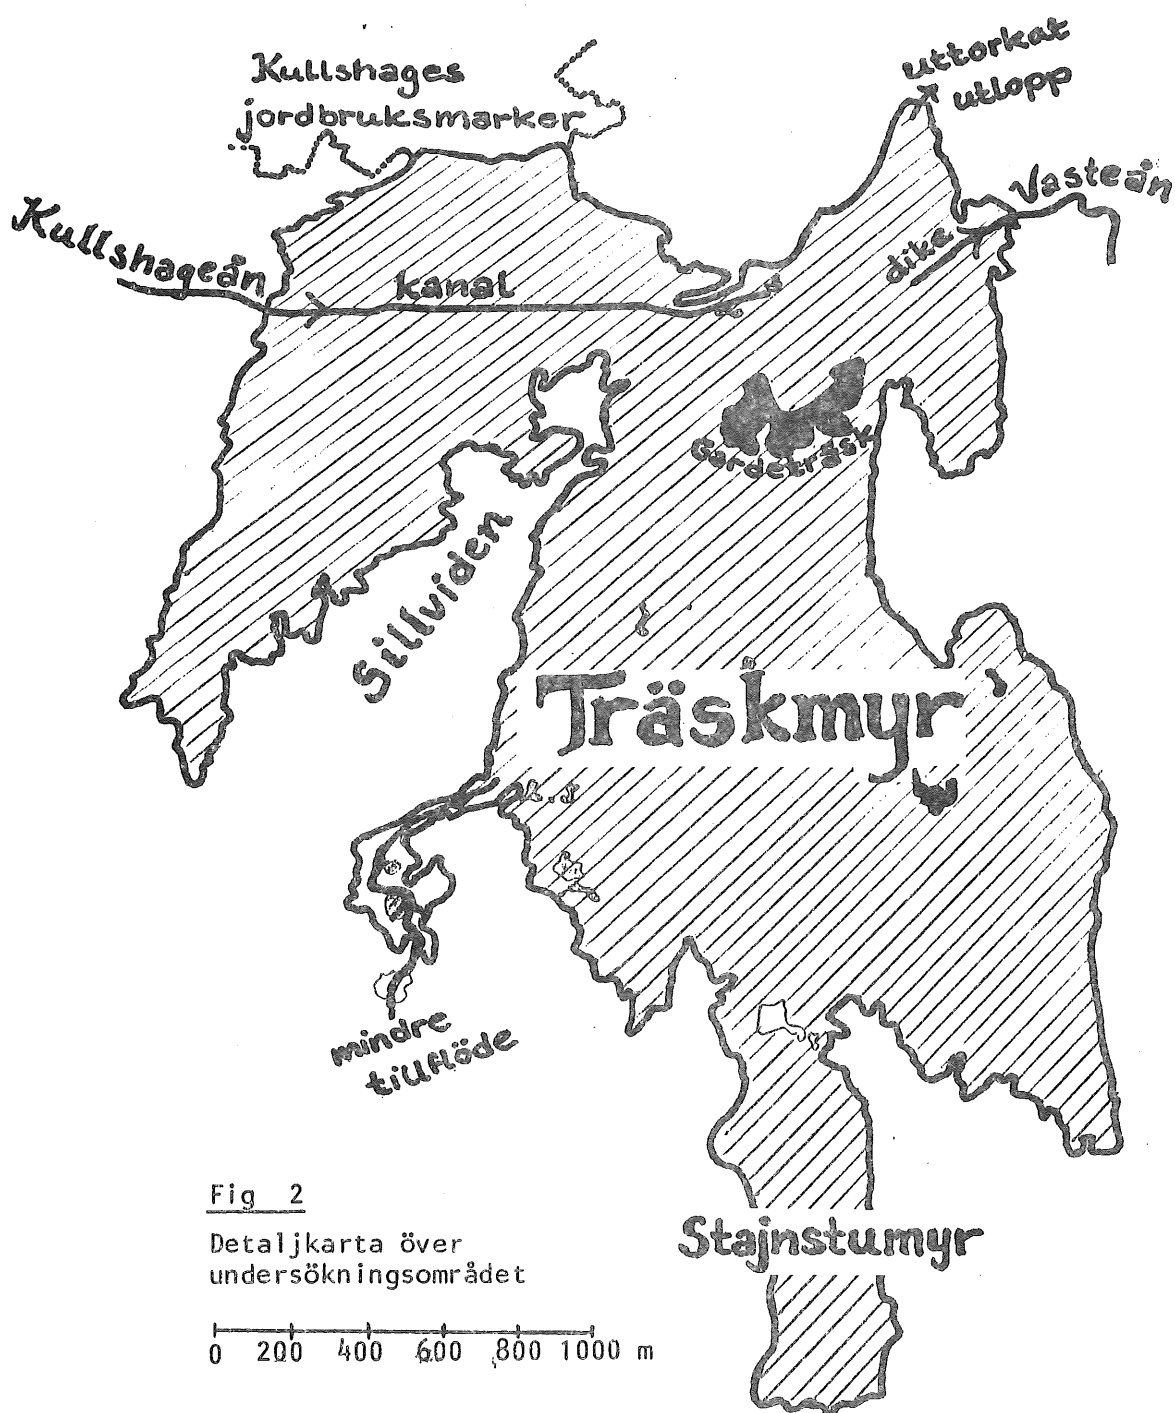 Kullshages
jordbruksmarker
uttorkat
utlopp
Vasteån
Kullshageån
kanal
dike
Gardeträsk
Sillviden
Träskmyr
mindre
tillflöde
Fig 2
Detaljkarta över
undersökningsområdet
Stajnstumyr
0 200 400 600 800 1000 m